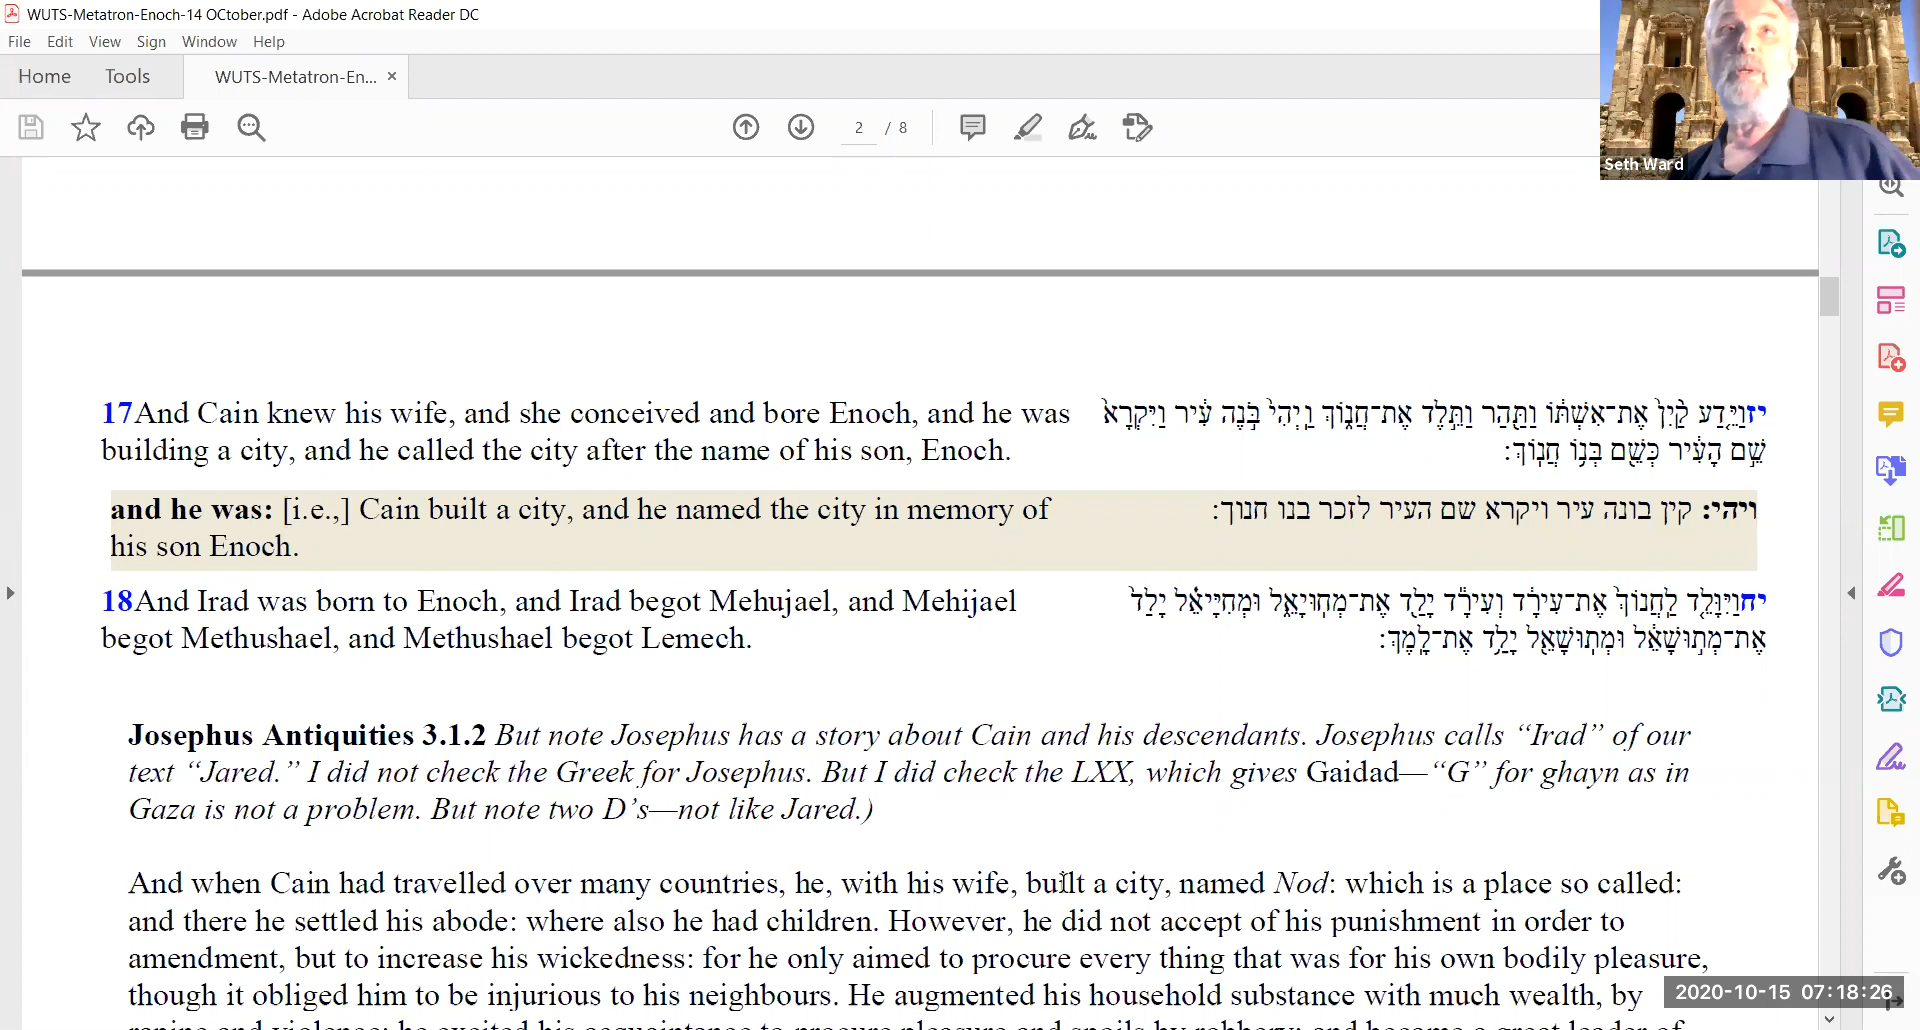 WUTS-Metatron-Enoch-14 OCtober.pdf - Adobe Acrobat Reader DC
File Edit View Sign Window Help
Home Tools WUTS-Metatron-En... ×
2 / 8
Seth Ward
17And Cain knew his wife, and she conceived and bore Enoch, and he was
building a city, and he called the city after the name of his son, Enoch.
יזוַיֵּ֤דַע קַ֙יִן֙ אֶת־אִשְׁתּ֔וֹ וַתַּ֖הַר וַתֵּ֣לֶד אֶת־חֲנ֑וֹךְ וַֽיְהִי֙ בֹּ֣נֶה עִ֔יר וַיִּקְרָא֙
שֵׁ֣ם הָעִ֔יר כְּשֵׁ֖ם בְּנ֥וֹ חֲנֽוֹךְ:
and he was: [i.e.,] Cain built a city, and he named the city in memory of
his son Enoch.
ויהי: קין בונה עיר ויקרא שם העיר לזכר בנו חנוך:
18And Irad was born to Enoch, and Irad begot Mehujael, and Mehijael
begot Methushael, and Methushael begot Lemech.
יחוַיִּוָּלֵ֤ד לַֽחֲנוֹךְ֙ אֶת־עִירָ֔ד וְעִירָ֕ד יָלַ֖ד אֶת־מְחֽוּיָאֵ֑ל וּמְחִיָּיאֵ֗ל יָלַד֙
אֶת־מְת֣וּשָׁאֵ֔ל וּמְתֽוּשָׁאֵ֖ל יָלַ֥ד אֶת־לָֽמֶךְ:
Josephus Antiquities 3.1.2 But note Josephus has a story about Cain and his descendants. Josephus calls “Irad” of our
text “Jared.” I did not check the Greek for Josephus. But I did check the LXX, which gives Gaidad—“G” for ghayn as in
Gaza is not a problem. But note two D’s—not like Jared.)
And when Cain had travelled over many countries, he, with his wife, built a city, named Nod: which is a place so called:
and there he settled his abode: where also he had children. However, he did not accept of his punishment in order to
amendment, but to increase his wickedness: for he only aimed to procure every thing that was for his own bodily pleasure,
though it obliged him to be injurious to his neighbours. He augmented his household substance with much wealth, by
2020-10-15 07:18:26